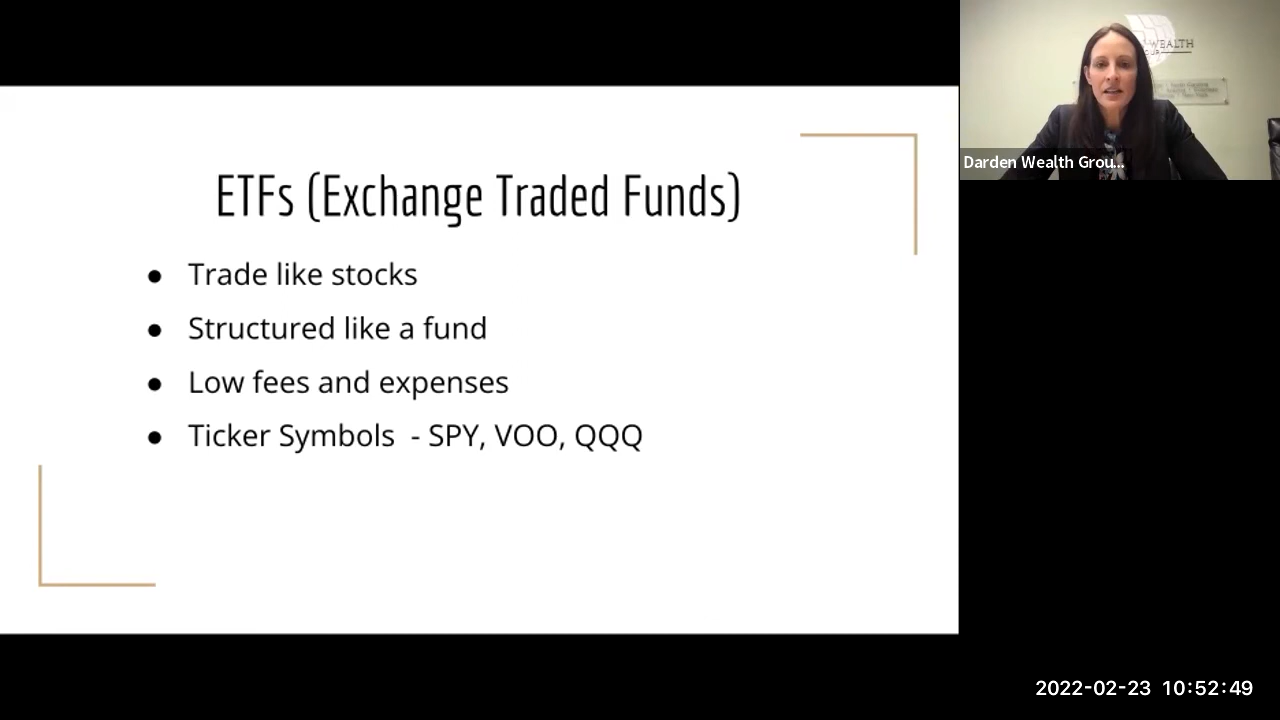 ETFs (Exchange Traded Funds)
● Trade like stocks
● Structured like a fund
● Low fees and expenses
● Ticker Symbols - SPY, VOO, QQQ
WEALTH
Darden Wealth Grou...
2022-02-23 10:52:49